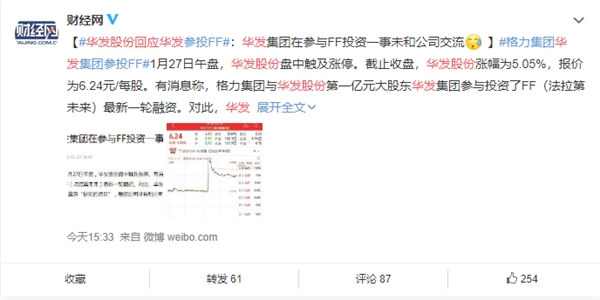 财经网
财经网
AIJING.COM.C
【#华发股份回应华发参投FF#：华发集团在参与FF投资一事未和公司交流】#格力集团华
发集团参投FF#1月27日午盘，华发股份盘中触及涨停。截止收盘，华发股份涨幅为5.05%，报价
为6.24元/每股。有消息称，格力集团与华发股份第一亿元大股东华发集团参与投资了FF（法拉第
未来）最新一轮融资。对此，华发 展开全文
集团在参与FF投资一事
6.24
今天 15:33 来自 微博 weibo.com
收藏 转发 61 评论 87 254